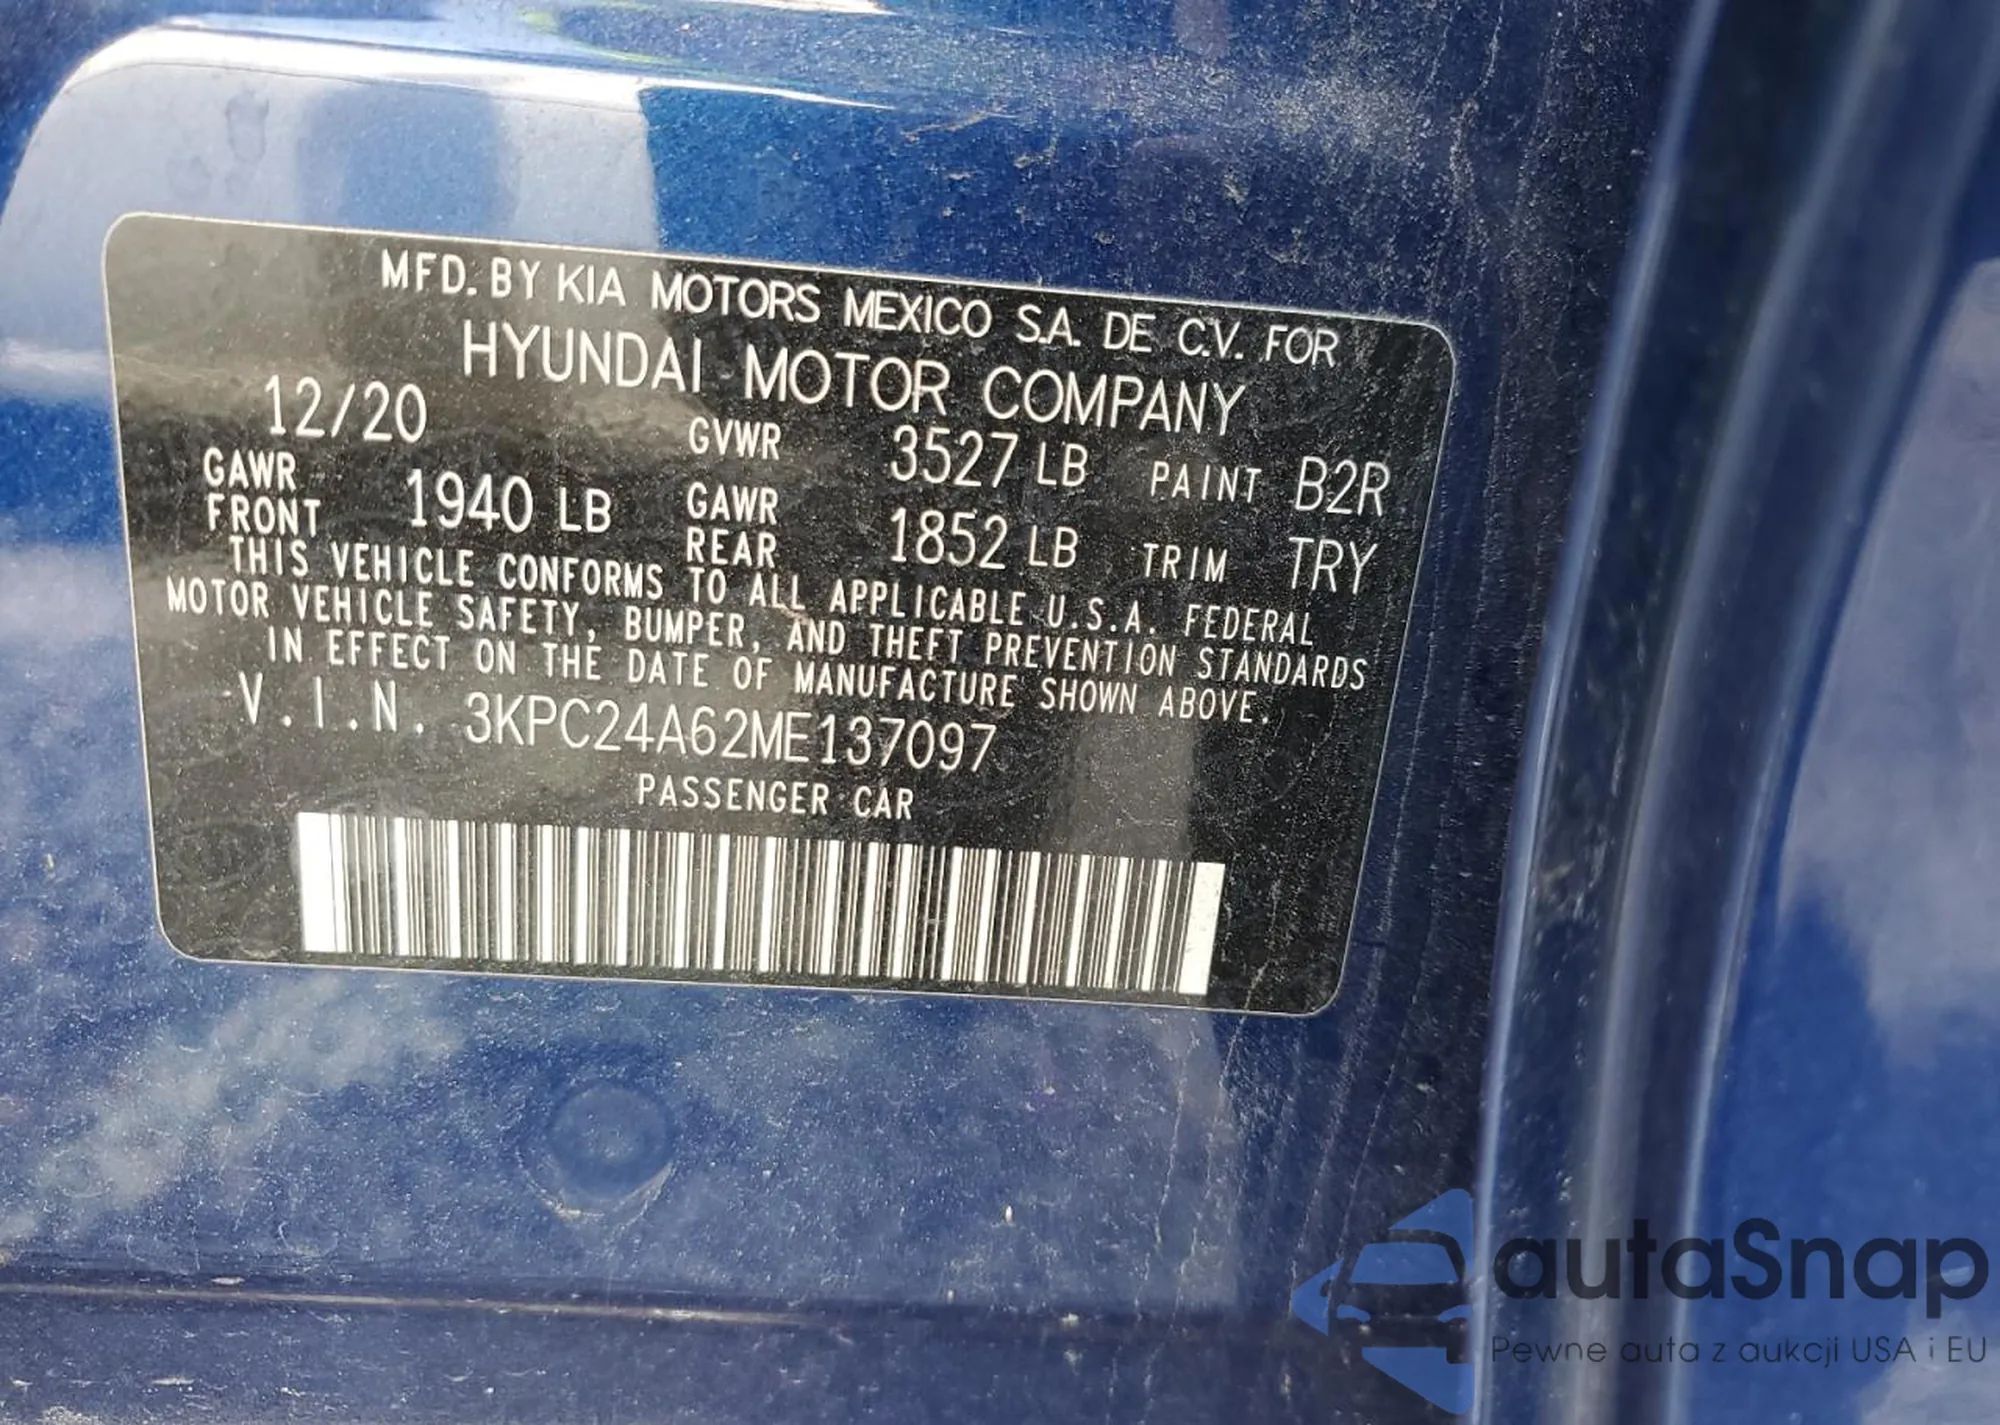 MFD. BY KIA MOTORS MEXICO S.A. DE C.V. FOR
HYUNDAI MOTOR COMPANY
12/20 GVWR 3527 LB PAINT B2R
GAWR FRONT 1940 LB GAWR REAR 1852 LB TRIM TRY
THIS VEHICLE CONFORMS TO ALL APPLICABLE U.S.A. FEDERAL
MOTOR VEHICLE SAFETY, BUMPER, AND THEFT PREVENTION STANDARDS
IN EFFECT ON THE DATE OF MANUFACTURE SHOWN ABOVE.
V.I.N. 3KPC24A62ME137097
PASSENGER CAR
autaSnap
Pewne auta z aukcji USA i EU